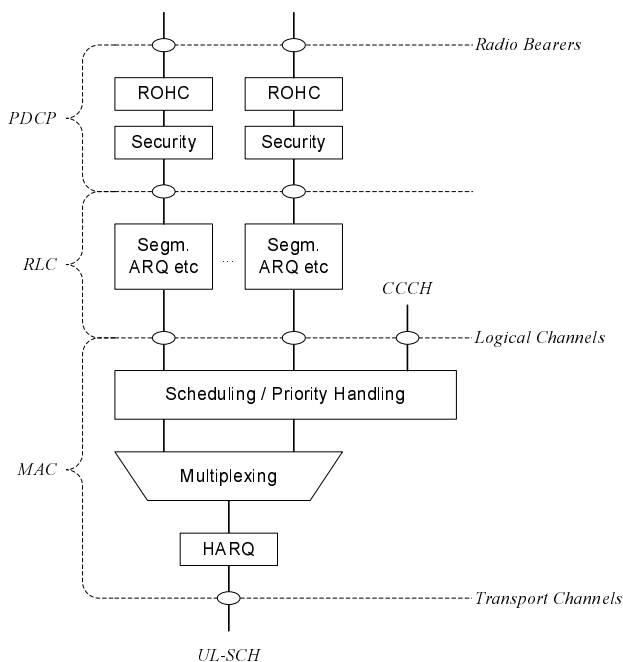 Radio Bearers
ROHC ROHC
PDCP
Security Security
Segm. Segm.
ARQ etc ... ARQ etc
RLC
CCCH
Logical Channels
Scheduling / Priority Handling
MAC
Multiplexing
HARQ
Transport Channels
UL-SCH